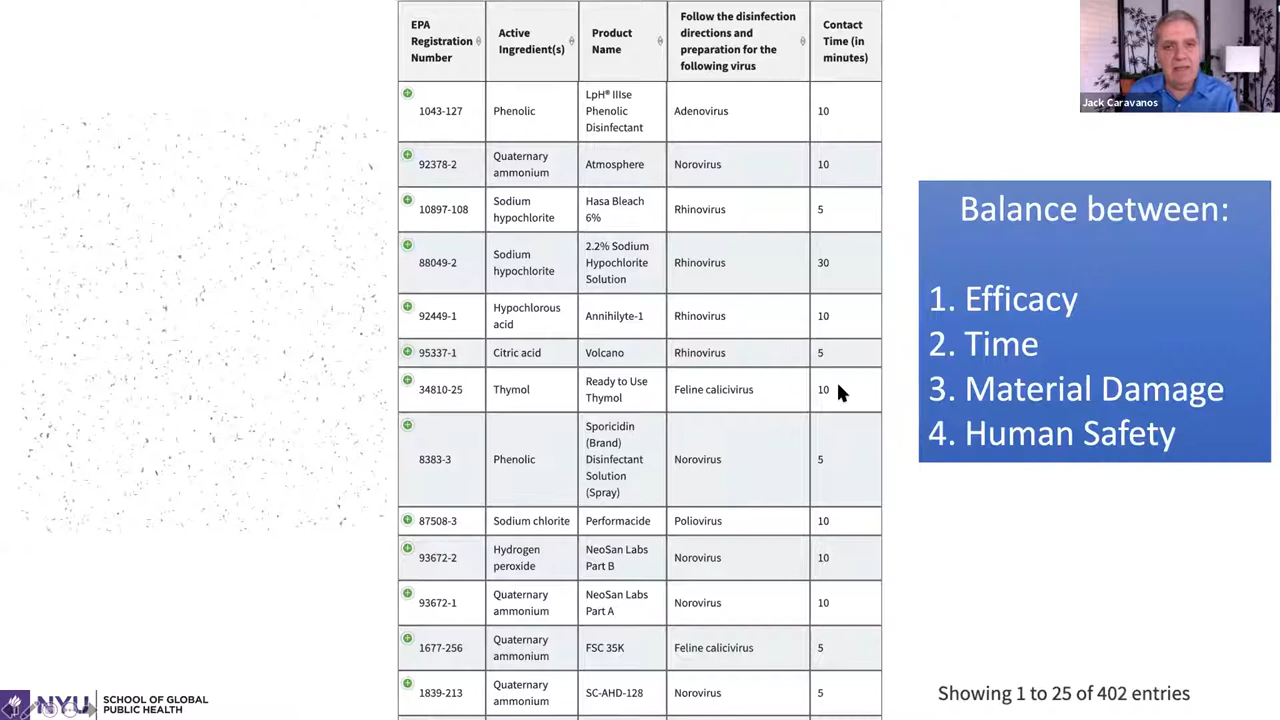 EPA
Registration
Number
Active
Ingredient(s)
Product
Name
Follow the disinfection
directions and
preparation for the
following virus
Contact
Time (in
minutes)
1043-127
Phenolic
LpH® IIIse
Phenolic
Disinfectant
Adenovirus
10
92378-2
Quaternary
ammonium
Atmosphere
Norovirus
10
10897-108
Sodium
hypochlorite
Hasa Bleach
6%
Rhinovirus
5
88049-2
Sodium
hypochlorite
2.2% Sodium
Hypochlorite
Solution
Rhinovirus
30
92449-1
Hypochlorous
acid
Annihilyte-1
Rhinovirus
10
95337-1
Citric acid
Volcano
Rhinovirus
5
34810-25
Thymol
Ready to Use
Thymol
Feline calicivirus
10
8383-3
Phenolic
Sporicidin
(Brand)
Disinfectant
Solution
(Spray)
Norovirus
5
87508-3
Sodium chlorite
Performacide
Poliovirus
10
93672-2
Hydrogen
peroxide
NeoSan Labs
Part B
Norovirus
10
93672-1
Quaternary
ammonium
NeoSan Labs
Part A
Norovirus
10
1677-256
Quaternary
ammonium
FSC 35K
Feline calicivirus
5
1839-213
Quaternary
ammonium
SC-AHD-128
Norovirus
5
Jack Caravanos
Balance between:
1. Efficacy
2. Time
3. Material Damage
4. Human Safety
Showing 1 to 25 of 402 entries
NYU
SCHOOL OF GLOBAL
PUBLIC HEALTH